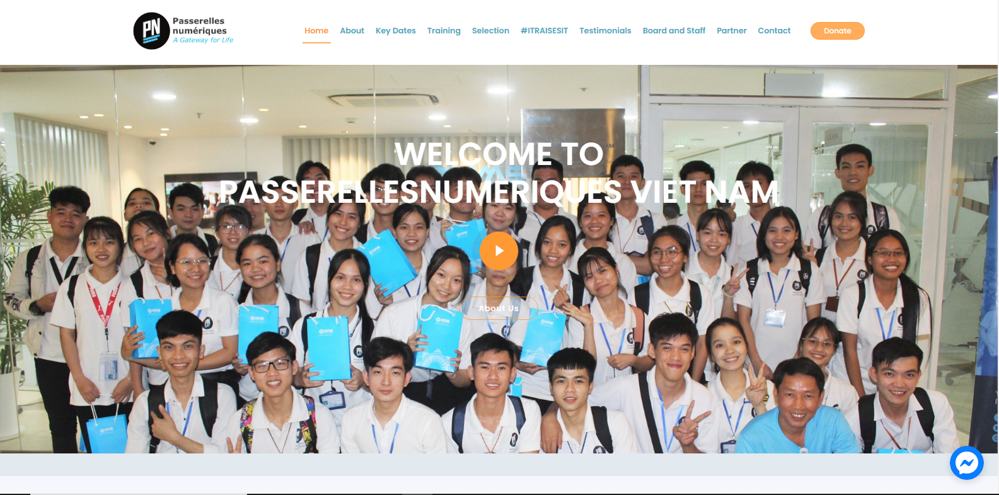 PN
Passerelles
numériques
A Gateway for Life
Home About Key Dates Training Selection #ITRAISESIT Testimonials Board and Staff Partner Contact Donate
WELCOME TO
PASSERELLESNUMERIQUES VIET NAM
About Us